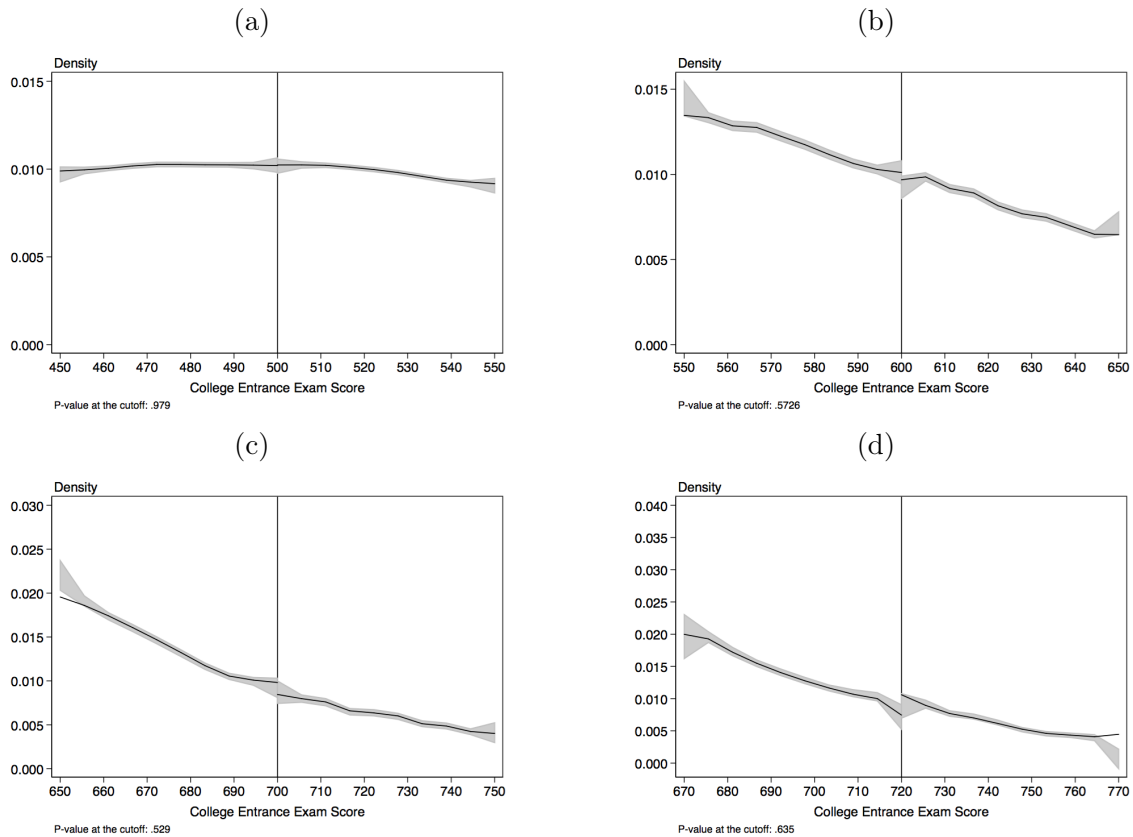 (a)
Density
0.015
0.010
0.005
0.000
450 460 470 480 490 500 510 520 530 540 550
College Entrance Exam Score
P-value at the cutoff: .979
(b)
Density
0.015
0.010
0.005
0.000
550 560 570 580 590 600 610 620 630 640 650
College Entrance Exam Score
P-value at the cutoff: .5726
(c)
Density
0.030
0.025
0.020
0.015
0.010
0.005
0.000
650 660 670 680 690 700 710 720 730 740 750
College Entrance Exam Score
P-value at the cutoff: .529
(d)
Density
0.040
0.035
0.030
0.025
0.020
0.015
0.010
0.005
0.000
670 680 690 700 710 720 730 740 750 760 770
College Entrance Exam Score
P-value at the cutoff: .635